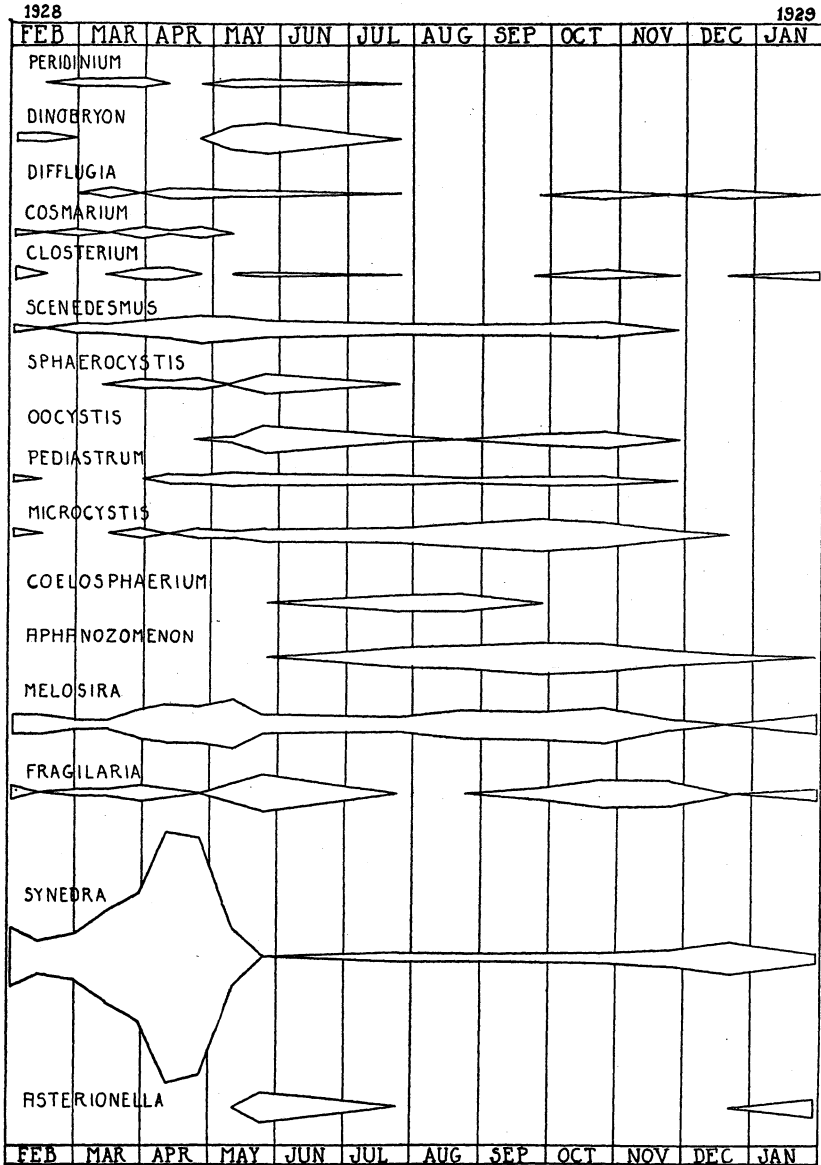 1928 1929
FEB MAR APR MAY JUN JUL AUG SEP OCT NOV DEC JAN
PERIDINIUM
DINOBRYON
DIFFLUGIA
COSMARIUM
CLOSTERIUM
SCENEDESMUS
SPHAEROCYSTIS
OOCYSTIS
PEDIASTRUM
MICROCYSTIS
COELOSPHAERIUM
APHANOZOMENON
MELOSIRA
FRAGILARIA
SYNEDRA
ASTERIONELLA
FEB MAR APR MAY JUN JUL AUG SEP OCT NOV DEC JAN